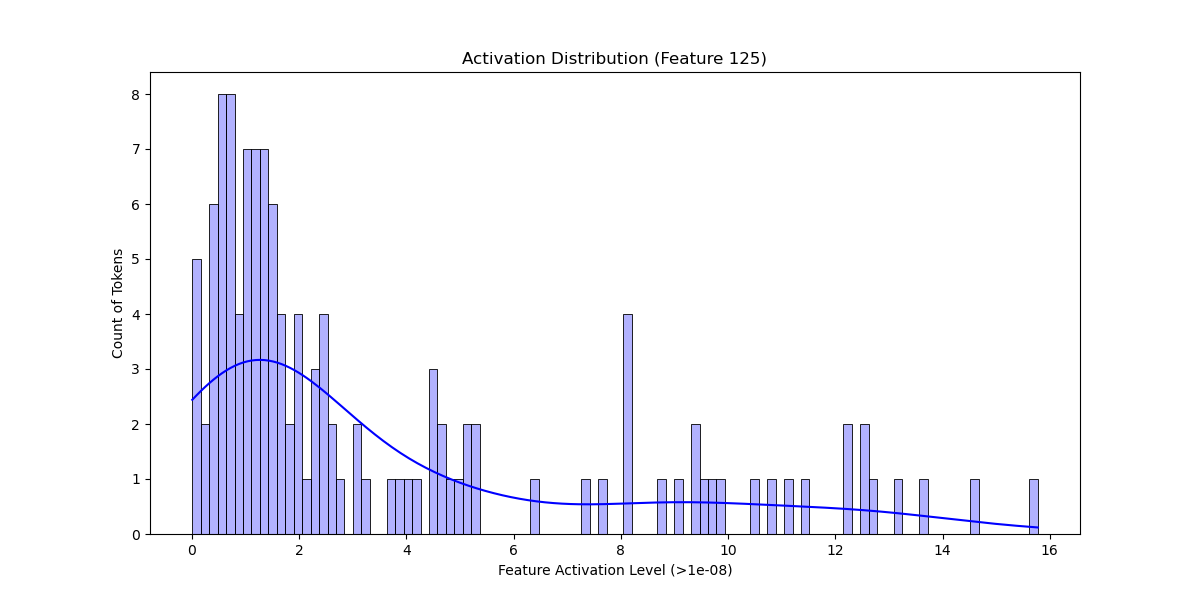 Activation Distribution (Feature 125)
8
7
6
5
4
3
2
1
0
Count of Tokens
0 2 4 6 8 10 12 14 16
Feature Activation Level (>1e-08)